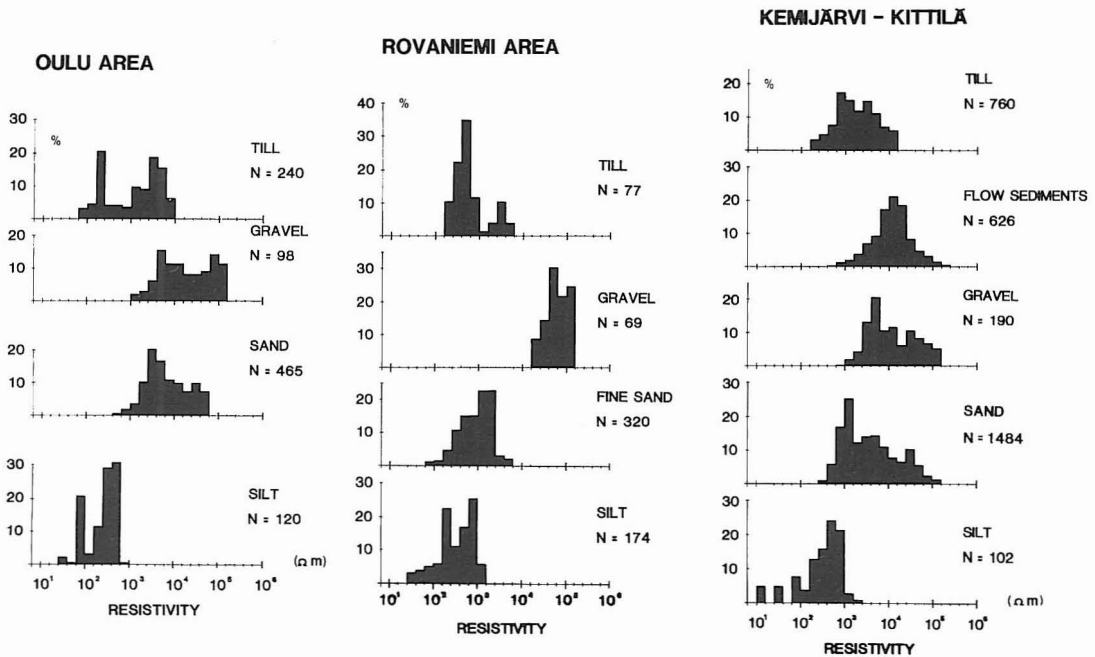 OULU AREA
30
%
20
10
TILL
N = 240
20
10
GRAVEL
N = 98
20
10
SAND
N = 465
30
20
10
SILT
N = 120
(Ω m)
10¹ 10² 10³ 10⁴ 10⁵ 10⁶
RESISTIVITY
ROVANIEMI AREA
40
%
30
20
10
TILL
N = 77
30
20
10
GRAVEL
N = 69
20
10
FINE SAND
N = 320
30
20
10
SILT
N = 174
10¹ 10² 10³ 10⁴ 10⁵ 10⁶
RESISTIVITY
KEMIJÄRVI - KITTILÄ
20
%
10
TILL
N = 760
30
20
10
FLOW SEDIMENTS
N = 626
20
10
GRAVEL
N = 190
30
20
10
SAND
N = 1484
30
20
10
SILT
N = 102
(Ω m)
10¹ 10² 10³ 10⁴ 10⁵ 10⁶
RESISTIVITY